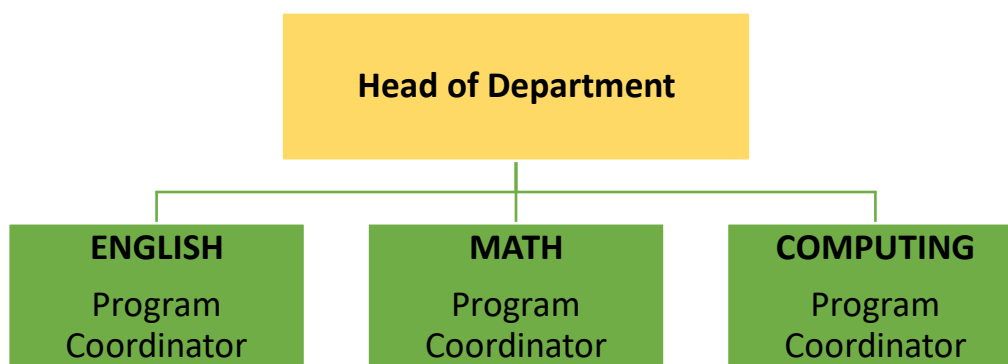 Head of Department
ENGLISH
Program
Coordinator
MATH
Program
Coordinator
COMPUTING
Program
Coordinator